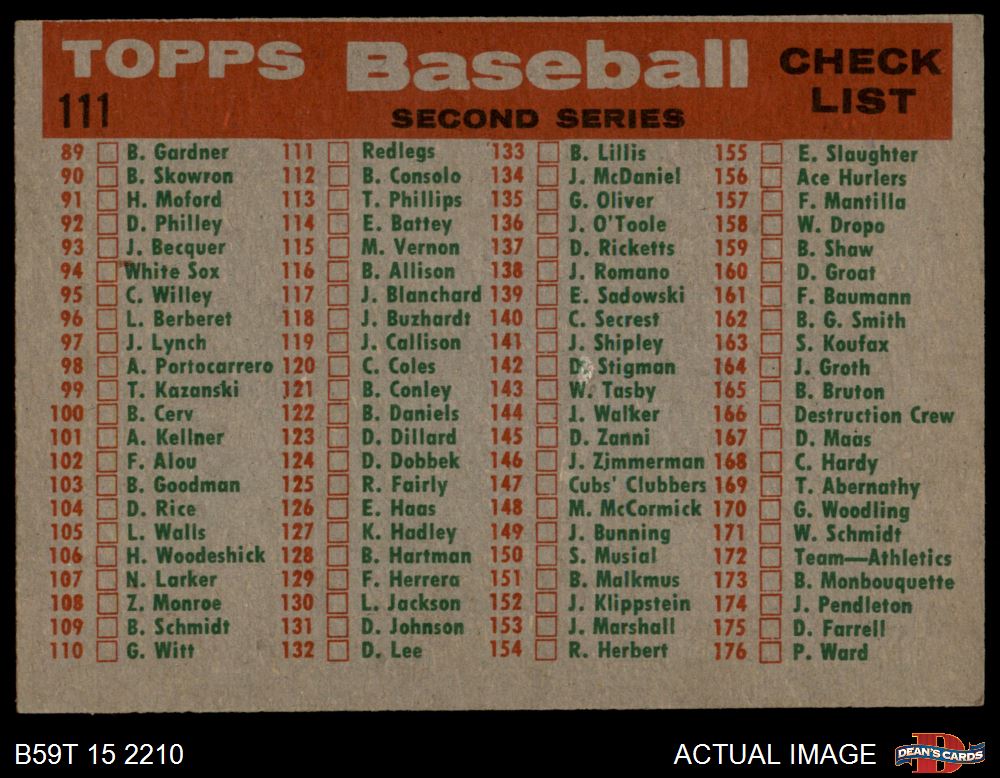 TOPPS Baseball CHECK LIST
111 SECOND SERIES
89 B. Gardner
90 B. Skowron
91 H. Moford
92 D. Philley
93 J. Becquer
94 White Sox
95 C. Willey
96 L. Berberet
97 J. Lynch
98 A. Portocarrero
99 T. Kazanski
100 B. Cerv
101 A. Kellner
102 F. Alou
103 B. Goodman
104 D. Rice
105 L. Walls
106 H. Woodeshick
107 N. Larker
108 Z. Monroe
109 B. Schmidt
110 G. Witt
111 Redlegs
112 B. Consolo
113 T. Phillips
114 E. Battey
115 M. Vernon
116 B. Allison
117 J. Blanchard
118 J. Buzhardt
119 J. Callison
120 C. Coles
121 B. Conley
122 B. Daniels
123 D. Dillard
124 D. Dobbek
125 R. Fairly
126 E. Haas
127 K. Hadley
128 B. Hartman
129 F. Herrera
130 L. Jackson
131 D. Johnson
132 D. Lee
133 B. Lillis
134 J. McDaniel
135 G. Oliver
136 J. O'Toole
137 D. Ricketts
138 J. Romano
139 E. Sadowski
140 C. Secrest
141 J. Shipley
142 D. Stigman
143 W. Tasby
144 J. Walker
145 D. Zanni
146 J. Zimmerman
147 Cubs' Clubbers
148 M. McCormick
149 J. Bunning
150 S. Musial
151 B. Malkmus
152 J. Klippstein
153 J. Marshall
154 R. Herbert
155 E. Slaughter
156 Ace Hurlers
157 F. Mantilla
158 W. Dropo
159 B. Shaw
160 D. Groat
161 F. Baumann
162 B. G. Smith
163 S. Koufax
164 J. Groth
165 B. Bruton
166 Destruction Crew
167 D. Maas
168 C. Hardy
169 T. Abernathy
170 G. Woodling
171 W. Schmidt
172 Team—Athletics
173 B. Monbouquette
174 J. Pendleton
175 D. Farrell
176 P. Ward
B59T 15 2210 ACTUAL IMAGE DEAN'S CARDS